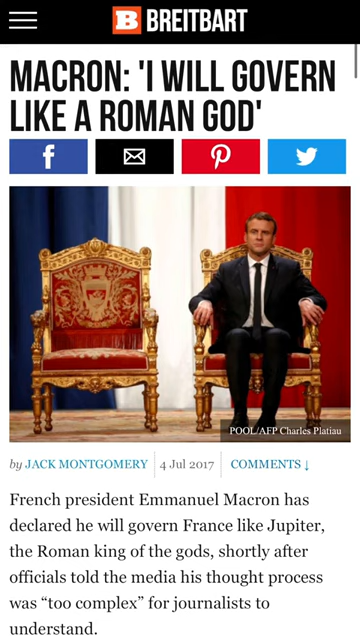 B BREITBART
MACRON: 'I WILL GOVERN
LIKE A ROMAN GOD'
POOL/AFP Charles Platiau
by JACK MONTGOMERY 4 Jul 2017 COMMENTS ↓
French president Emmanuel Macron has
declared he will govern France like Jupiter,
the Roman king of the gods, shortly after
officials told the media his thought process
was “too complex” for journalists to
understand.